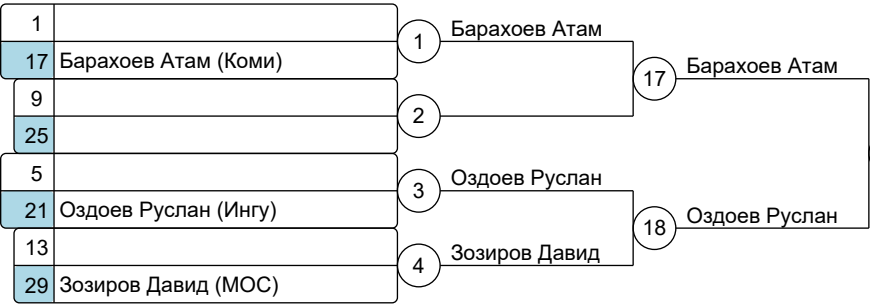 1
17 Барахоев Атам (Коми)
9
25
5
21 Оздоев Руслан (Ингу)
13
29 Зозиров Давид (МОС)
1
2
3
4
Барахоев Атам
Оздоев Руслан
Зозиров Давид
17
18
Барахоев Атам
Оздоев Руслан